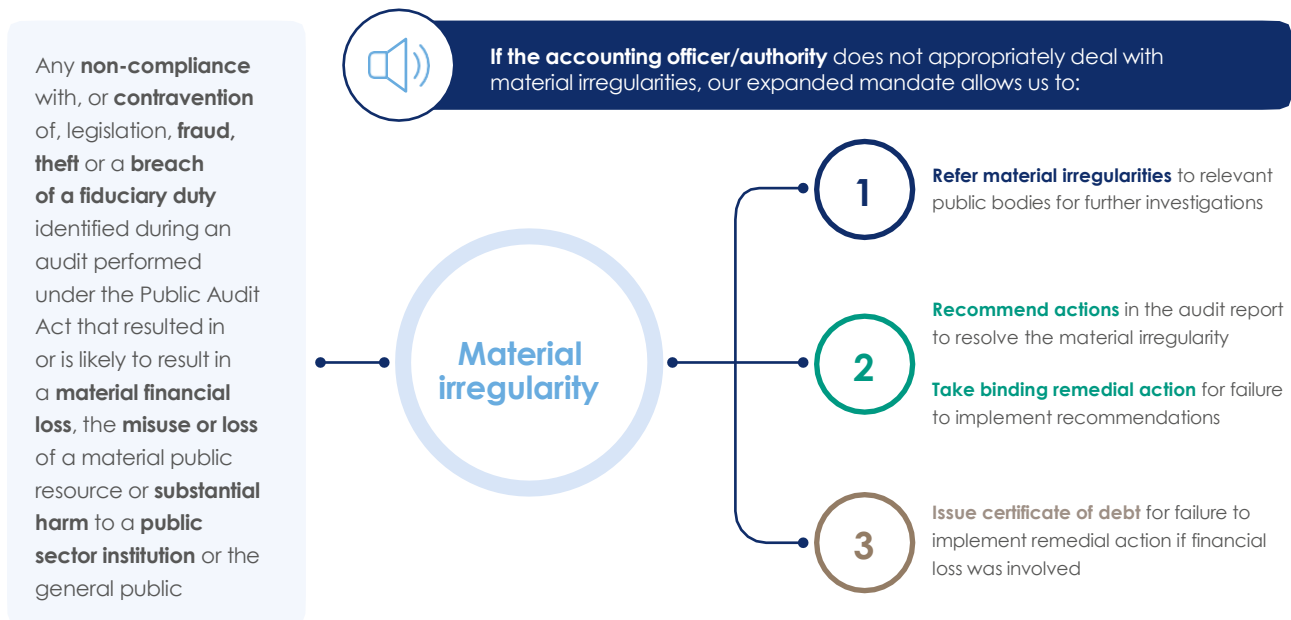 Any non-compliance
with, or contravention
of, legislation, fraud,
theft or a breach
of a fiduciary duty
identified during an
audit performed
under the Public Audit
Act that resulted in
or is likely to result in
a material financial
loss, the misuse or loss
of a material public
resource or substantial
harm to a public
sector institution or the
general public
If the accounting officer/authority does not appropriately deal with
material irregularities, our expanded mandate allows us to:
Material
irregularity
1
Refer material irregularities to relevant
public bodies for further investigations
2
Recommend actions in the audit report
to resolve the material irregularity
Take binding remedial action for failure
to implement recommendations
3
Issue certificate of debt for failure to
implement remedial action if financial
loss was involved